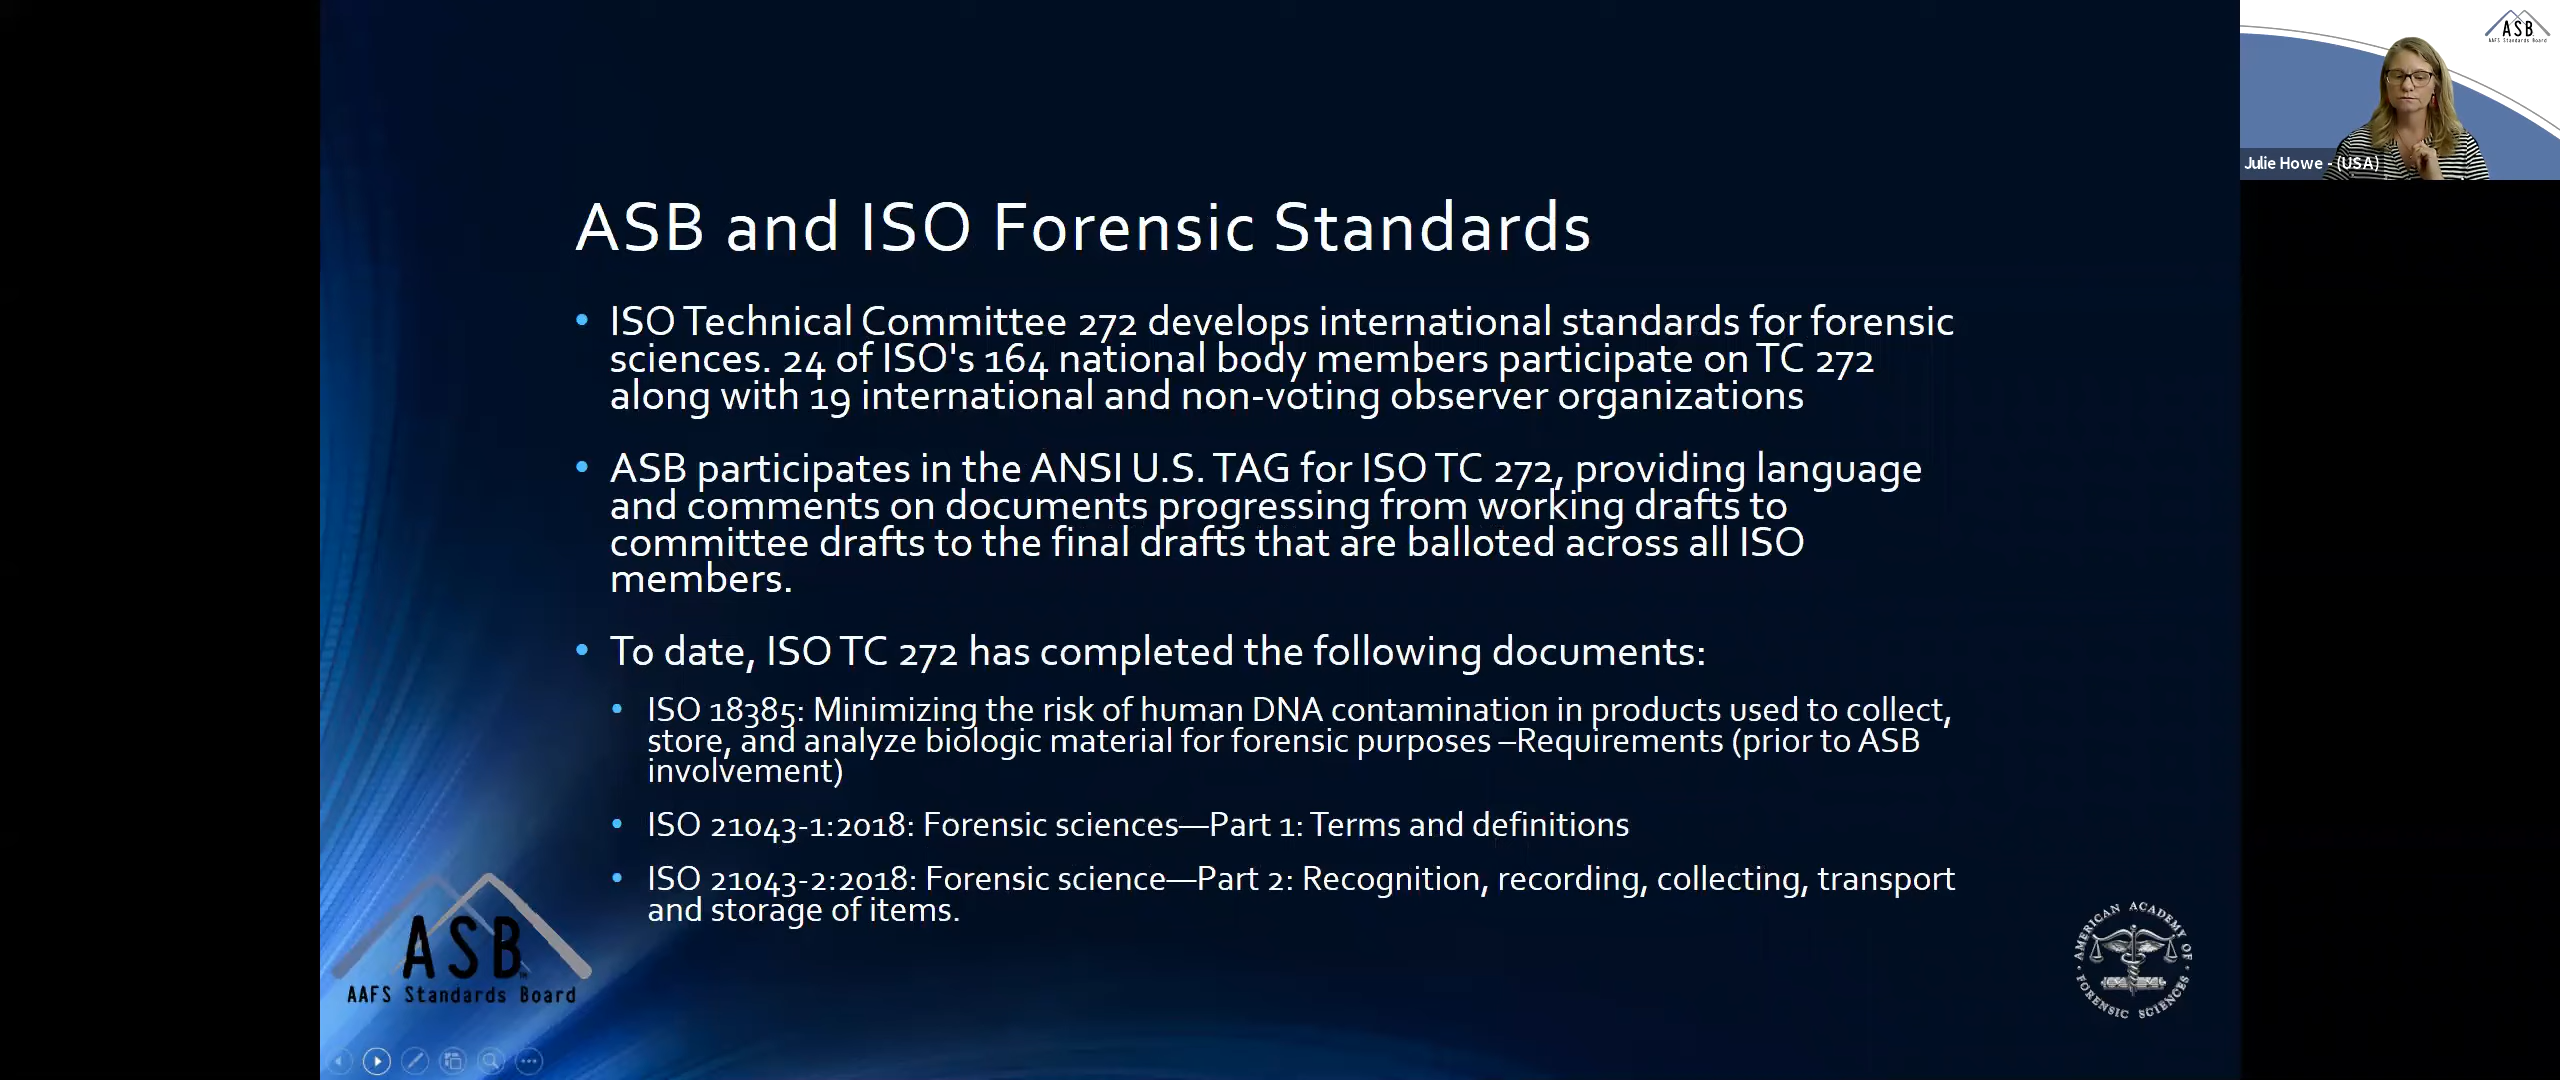 ASB
AAFS Standards Board
Julie Howe - (USA)
ASB and ISO Forensic Standards
• ISO Technical Committee 272 develops international standards for forensic
sciences. 24 of ISO's 164 national body members participate on TC 272
along with 19 international and non-voting observer organizations
• ASB participates in the ANSI U.S. TAG for ISO TC 272, providing language
and comments on documents progressing from working drafts to
committee drafts to the final drafts that are balloted across all ISO
members.
• To date, ISO TC 272 has completed the following documents:
• ISO 18385: Minimizing the risk of human DNA contamination in products used to collect,
store, and analyze biologic material for forensic purposes –Requirements (prior to ASB
involvement)
• ISO 21043-1:2018: Forensic sciences—Part 1: Terms and definitions
• ISO 21043-2:2018: Forensic science—Part 2: Recognition, recording, collecting, transport
and storage of items.
ASB™
AAFS Standards Board
AMERICAN ACADEMY OF
FORENSIC SCIENCES